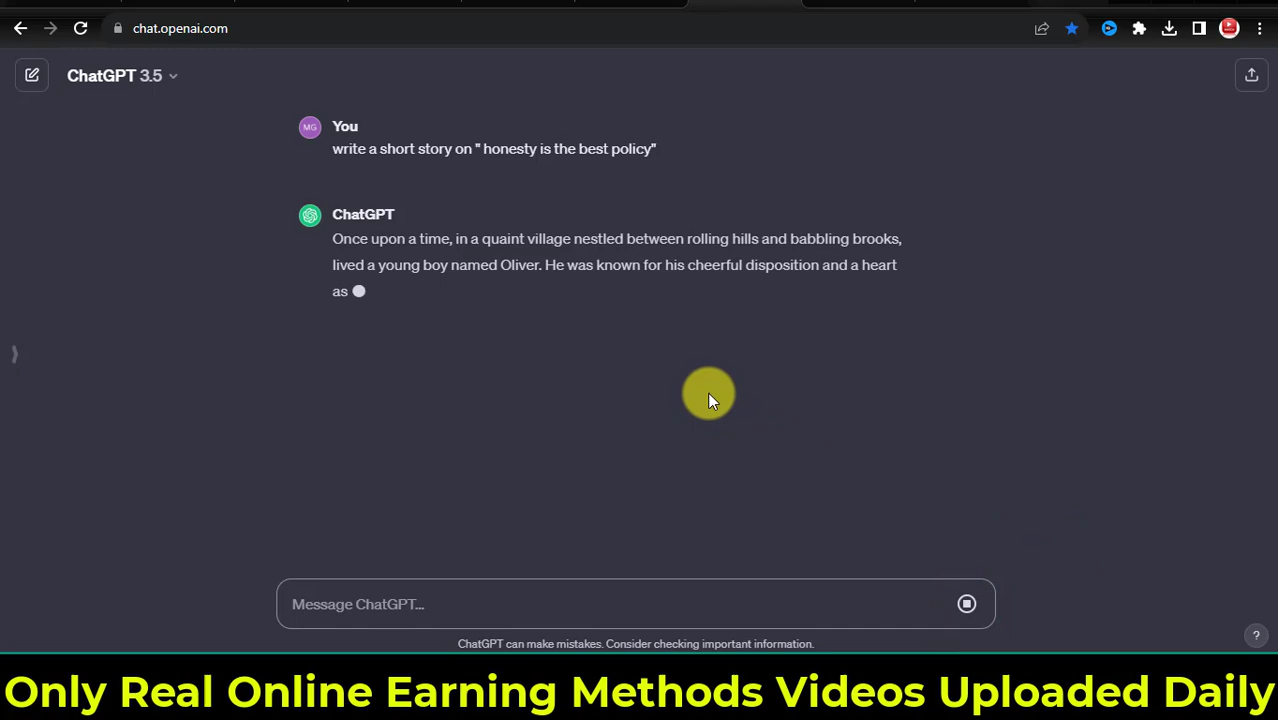 chat.openai.com
ChatGPT 3.5
MG
You
write a short story on " honesty is the best policy"
ChatGPT
Once upon a time, in a quaint village nestled between rolling hills and babbling brooks,
lived a young boy named Oliver. He was known for his cheerful disposition and a heart
as
Message ChatGPT...
ChatGPT can make mistakes. Consider checking important information.
?
Only Real Online Earning Methods Videos Uploaded Daily